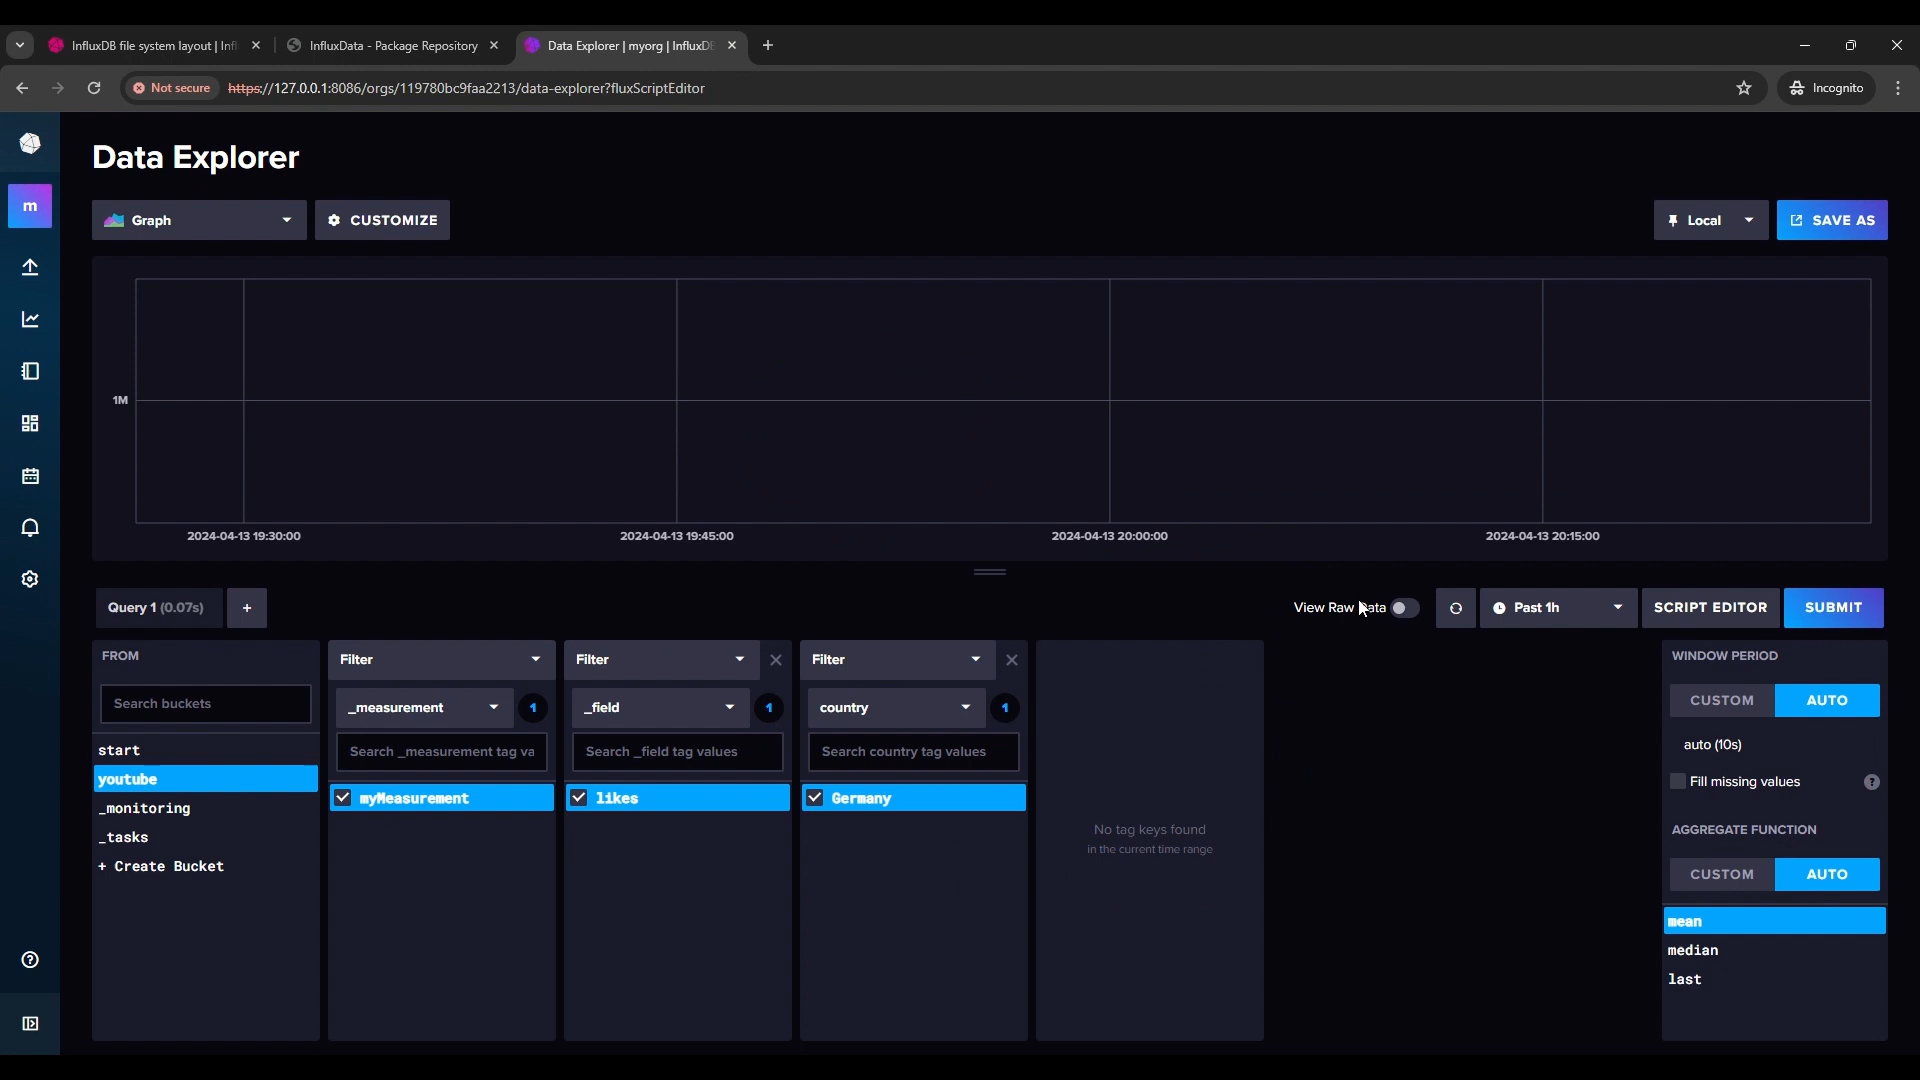 InfluxDB file system layout | Infl
InfluxData - Package Repository
Data Explorer | myorg | InfluxDB
Not secure
https://127.0.0.1:8086/orgs/119780bc9faa2213/data-explorer?fluxScriptEditor
Incognito
m
Data Explorer
Graph
CUSTOMIZE
Local
SAVE AS
1M
2024-04-13 19:30:00
2024-04-13 19:45:00
2024-04-13 20:00:00
2024-04-13 20:15:00
Query 1 (0.07s)
+
View Raw Data
Past 1h
SCRIPT EDITOR
SUBMIT
FROM
Search buckets
start
youtube
_monitoring
_tasks
+ Create Bucket
Filter
_measurement
1
Search _measurement tag va
myMeasurement
Filter
_field
1
Search _field tag values
likes
Filter
country
1
Search country tag values
Germany
No tag keys found
in the current time range
WINDOW PERIOD
CUSTOM
AUTO
auto (10s)
Fill missing values
?
AGGREGATE FUNCTION
CUSTOM
AUTO
mean
median
last